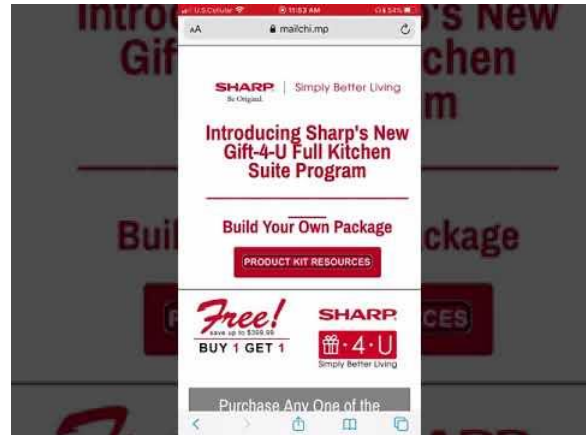 U.S.Cellular 11:53 AM 54%
AA mailchi.mp
SHARP Simply Better Living
Be Original.
Introducing Sharp's New
Gift-4-U Full Kitchen
Suite Program
Build Your Own Package
PRODUCT KIT RESOURCES
Free!
save up to $399.99
BUY 1 GET 1
SHARP
4 U
Simply Better Living
Purchase Any One of the